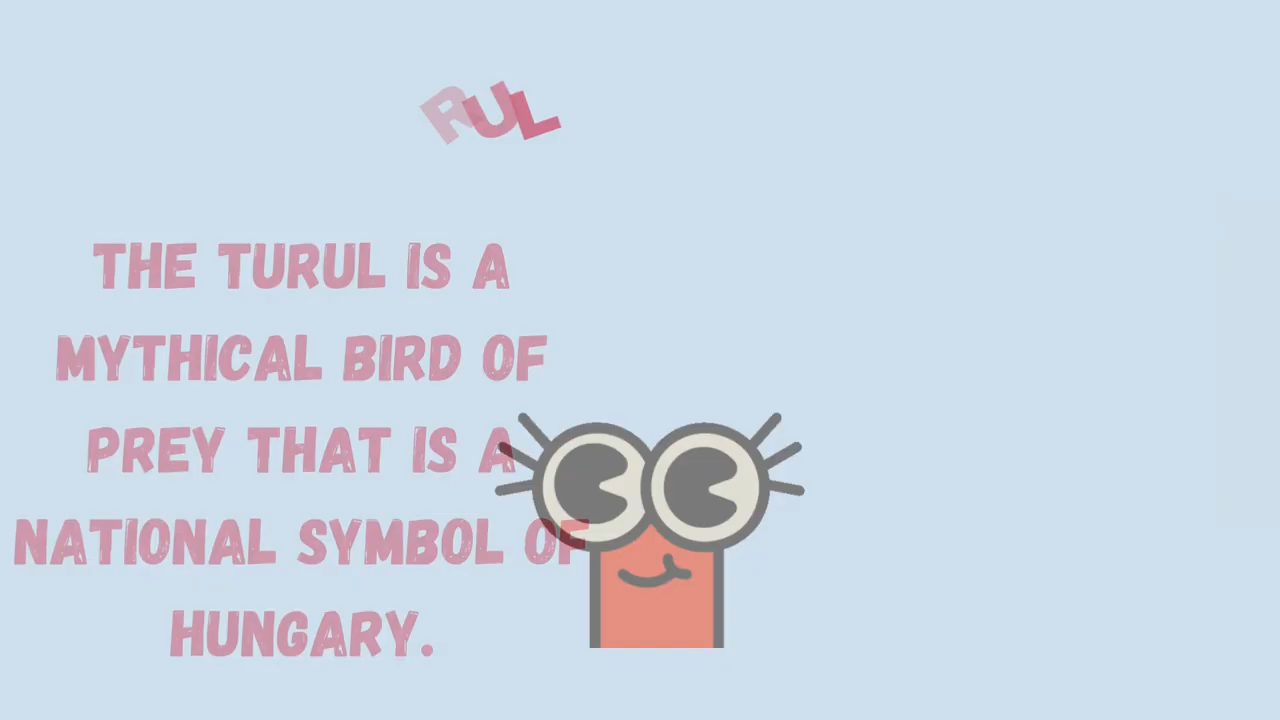 RUL
THE TURUL IS A
MYTHICAL BIRD OF
PREY THAT IS A
NATIONAL SYMBOL OF
HUNGARY.